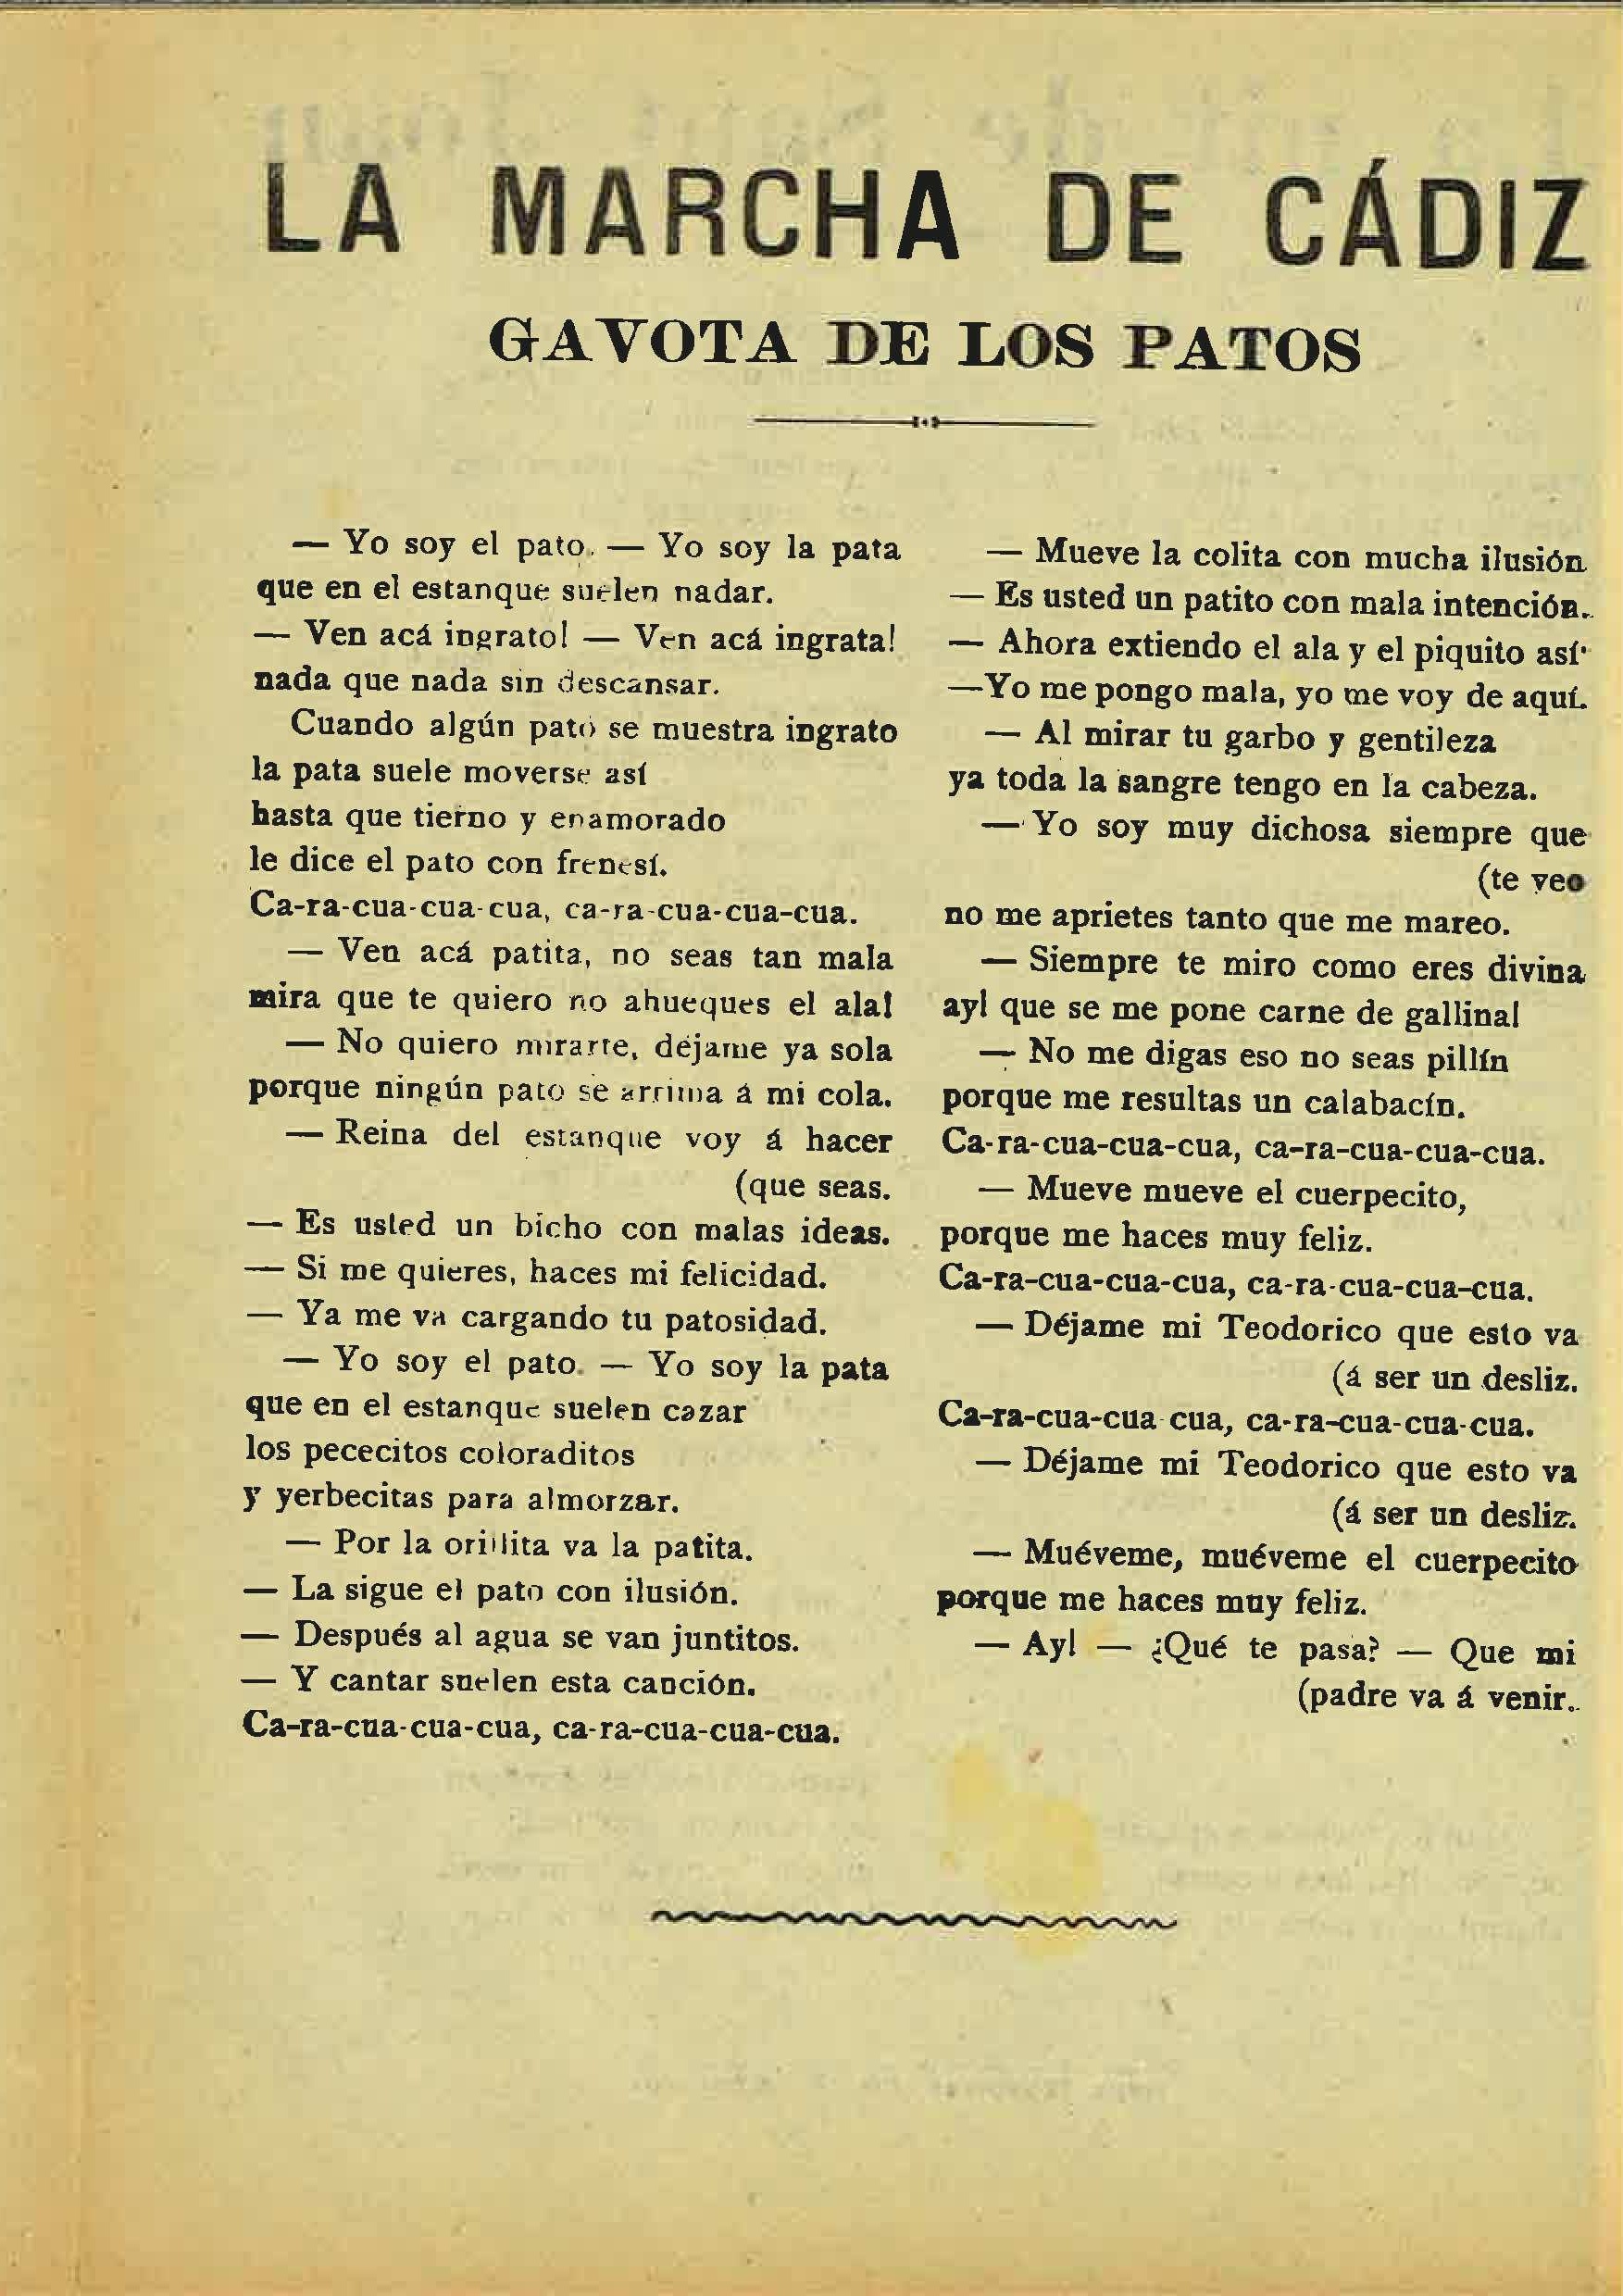 LA MARCHA DE CÁDIZ
GAVOTA DE LOS PATOS
— Yo soy el pato. — Yo soy la pata
que en el estanque suelen nadar.
— Ven acá ingrato! — Ven acá ingrata!
nada que nada sin descansar.
Cuando algún pato se muestra ingrato
la pata suele moverse así
hasta que tierno y enamorado
le dice el pato con frenesí.
Ca-ra-cua-cua-cua, ca-ra-cua-cua-cua.
— Ven acá patita, no seas tan mala
mira que te quiero no ahueques el ala!
— No quiero mirarte, déjame ya sola
porque ningún pato se arrima á mi cola.
— Reina del estanque voy á hacer
(que seas.
— Es usted un bicho con malas ideas.
— Si me quieres, haces mi felicidad.
— Ya me va cargando tu patosidad.
— Yo soy el pato. — Yo soy la pata
que en el estanque suelen cazar
los pececitos coloraditos
y yerbecitas para almorzar.
— Por la orillita va la patita.
— La sigue el pato con ilusión.
— Después al agua se van juntitos.
— Y cantar suelen esta canción.
Ca-ra-cua-cua-cua, ca-ra-cua-cua-cua.
— Mueve la colita con mucha ilusión
— Es usted un patito con mala intención.
— Ahora extiendo el ala y el piquito así·
—Yo me pongo mala, yo me voy de aquí.
— Al mirar tu garbo y gentileza
ya toda la sangre tengo en la cabeza.
— Yo soy muy dichosa siempre que
(te veo
no me aprietes tanto que me mareo.
— Siempre te miro como eres divina
ay! que se me pone carne de gallina!
— No me digas eso no seas pillín
porque me resultas un calabacín.
Ca-ra-cua-cua-cua, ca-ra-cua-cua-cua.
— Mueve mueve el cuerpecito,
porque me haces muy feliz.
Ca-ra-cua-cua-cua, ca-ra-cua-cua-cua.
— Déjame mi Teodorico que esto va
(á ser un desliz.
Ca-ra-cua-cua-cua, ca-ra-cua-cua-cua.
— Déjame mi Teodorico que esto va
(á ser un desliz.
— Muéveme, muéveme el cuerpecito
porque me haces muy feliz.
— Ay! — ¿Qué te pasa? — Que mi
(padre va á venir.